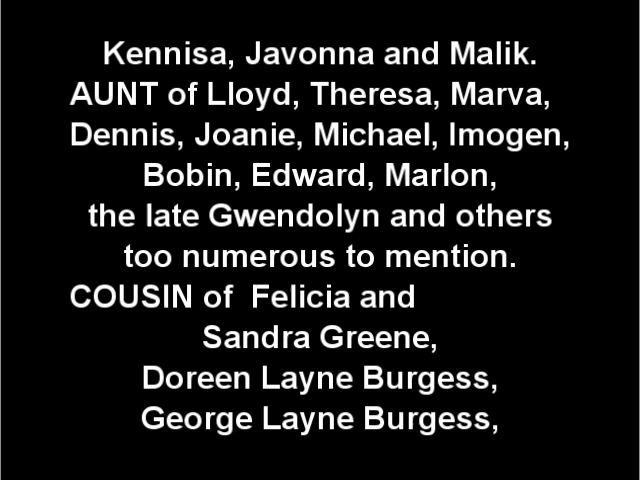 Kennisa, Javonna and Malik.
AUNT of Lloyd, Theresa, Marva,
Dennis, Joanie, Michael, Imogen,
Bobin, Edward, Marlon,
the late Gwendolyn and others
too numerous to mention.
COUSIN of  Felicia and
Sandra Greene,
Doreen Layne Burgess,
George Layne Burgess,